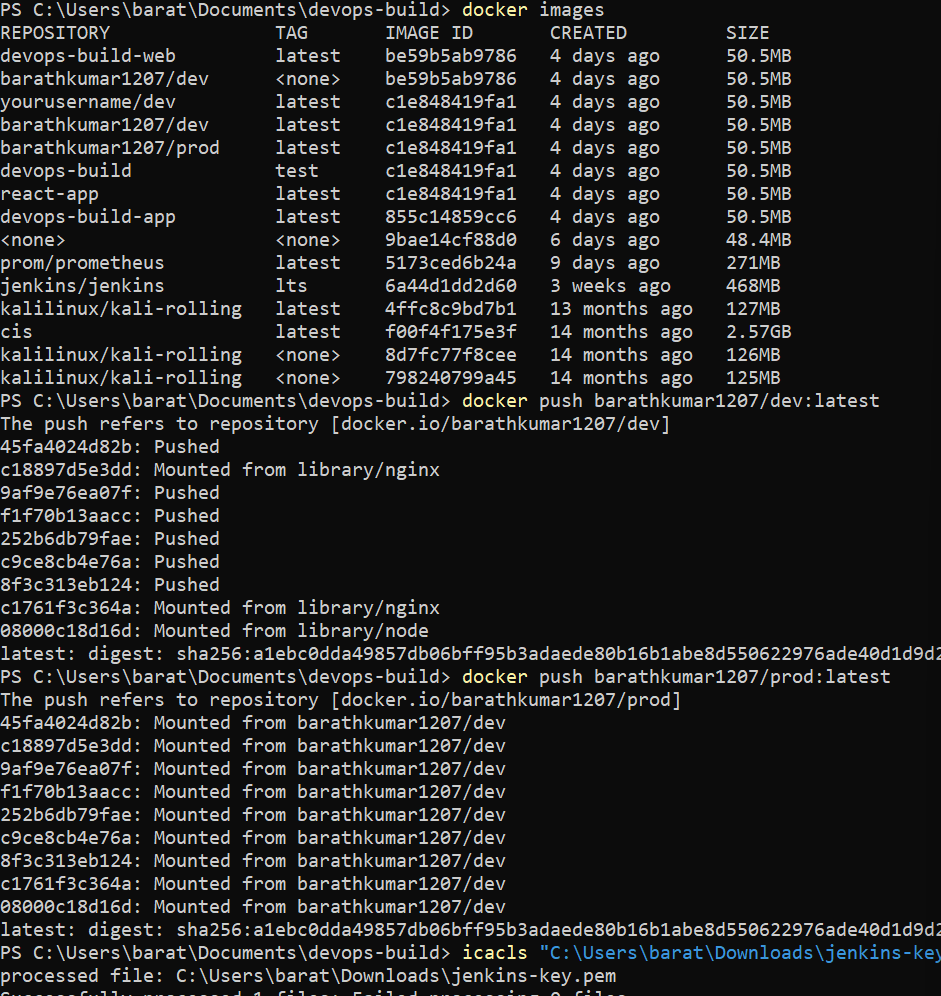 PS C:\Users\barat\Documents\devops-build> docker images
REPOSITORY TAG IMAGE ID CREATED SIZE
devops-build-web latest be59b5ab9786 4 days ago 50.5MB
barathkumar1207/dev <none> be59b5ab9786 4 days ago 50.5MB
yourusername/dev latest c1e848419fa1 4 days ago 50.5MB
barathkumar1207/dev latest c1e848419fa1 4 days ago 50.5MB
barathkumar1207/prod latest c1e848419fa1 4 days ago 50.5MB
devops-build test c1e848419fa1 4 days ago 50.5MB
react-app latest c1e848419fa1 4 days ago 50.5MB
devops-build-app latest 855c14859cc6 4 days ago 50.5MB
<none> <none> 9bae14cf88d0 6 days ago 48.4MB
prom/prometheus latest 5173ced6b24a 9 days ago 271MB
jenkins/jenkins lts 6a44d1dd2d60 3 weeks ago 468MB
kalilinux/kali-rolling latest 4ffc8c9bd7b1 13 months ago 127MB
cis latest f00f4f175e3f 14 months ago 2.57GB
kalilinux/kali-rolling <none> 8d7fc77f8cee 14 months ago 126MB
kalilinux/kali-rolling <none> 798240799a45 14 months ago 125MB
PS C:\Users\barat\Documents\devops-build> docker push barathkumar1207/dev:latest
The push refers to repository [docker.io/barathkumar1207/dev]
45fa4024d82b: Pushed
c18897d5e3dd: Mounted from library/nginx
9af9e76ea07f: Pushed
f1f70b13aacc: Pushed
252b6db79fae: Pushed
c9ce8cb4e76a: Pushed
8f3c313eb124: Pushed
c1761f3c364a: Mounted from library/nginx
08000c18d16d: Mounted from library/node
latest: digest: sha256:a1ebc0dda49857db06bff95b3adaede80b16b1abe8d550622976ade40d1d9d2
PS C:\Users\barat\Documents\devops-build> docker push barathkumar1207/prod:latest
The push refers to repository [docker.io/barathkumar1207/prod]
45fa4024d82b: Mounted from barathkumar1207/dev
c18897d5e3dd: Mounted from barathkumar1207/dev
9af9e76ea07f: Mounted from barathkumar1207/dev
f1f70b13aacc: Mounted from barathkumar1207/dev
252b6db79fae: Mounted from barathkumar1207/dev
c9ce8cb4e76a: Mounted from barathkumar1207/dev
8f3c313eb124: Mounted from barathkumar1207/dev
c1761f3c364a: Mounted from barathkumar1207/dev
08000c18d16d: Mounted from barathkumar1207/dev
latest: digest: sha256:a1ebc0dda49857db06bff95b3adaede80b16b1abe8d550622976ade40d1d9d2
PS C:\Users\barat\Documents\devops-build> icacls "C:\Users\barat\Downloads\jenkins-key
processed file: C:\Users\barat\Downloads\jenkins-key.pem
Successfully processed 1 files; Failed processing 0 files